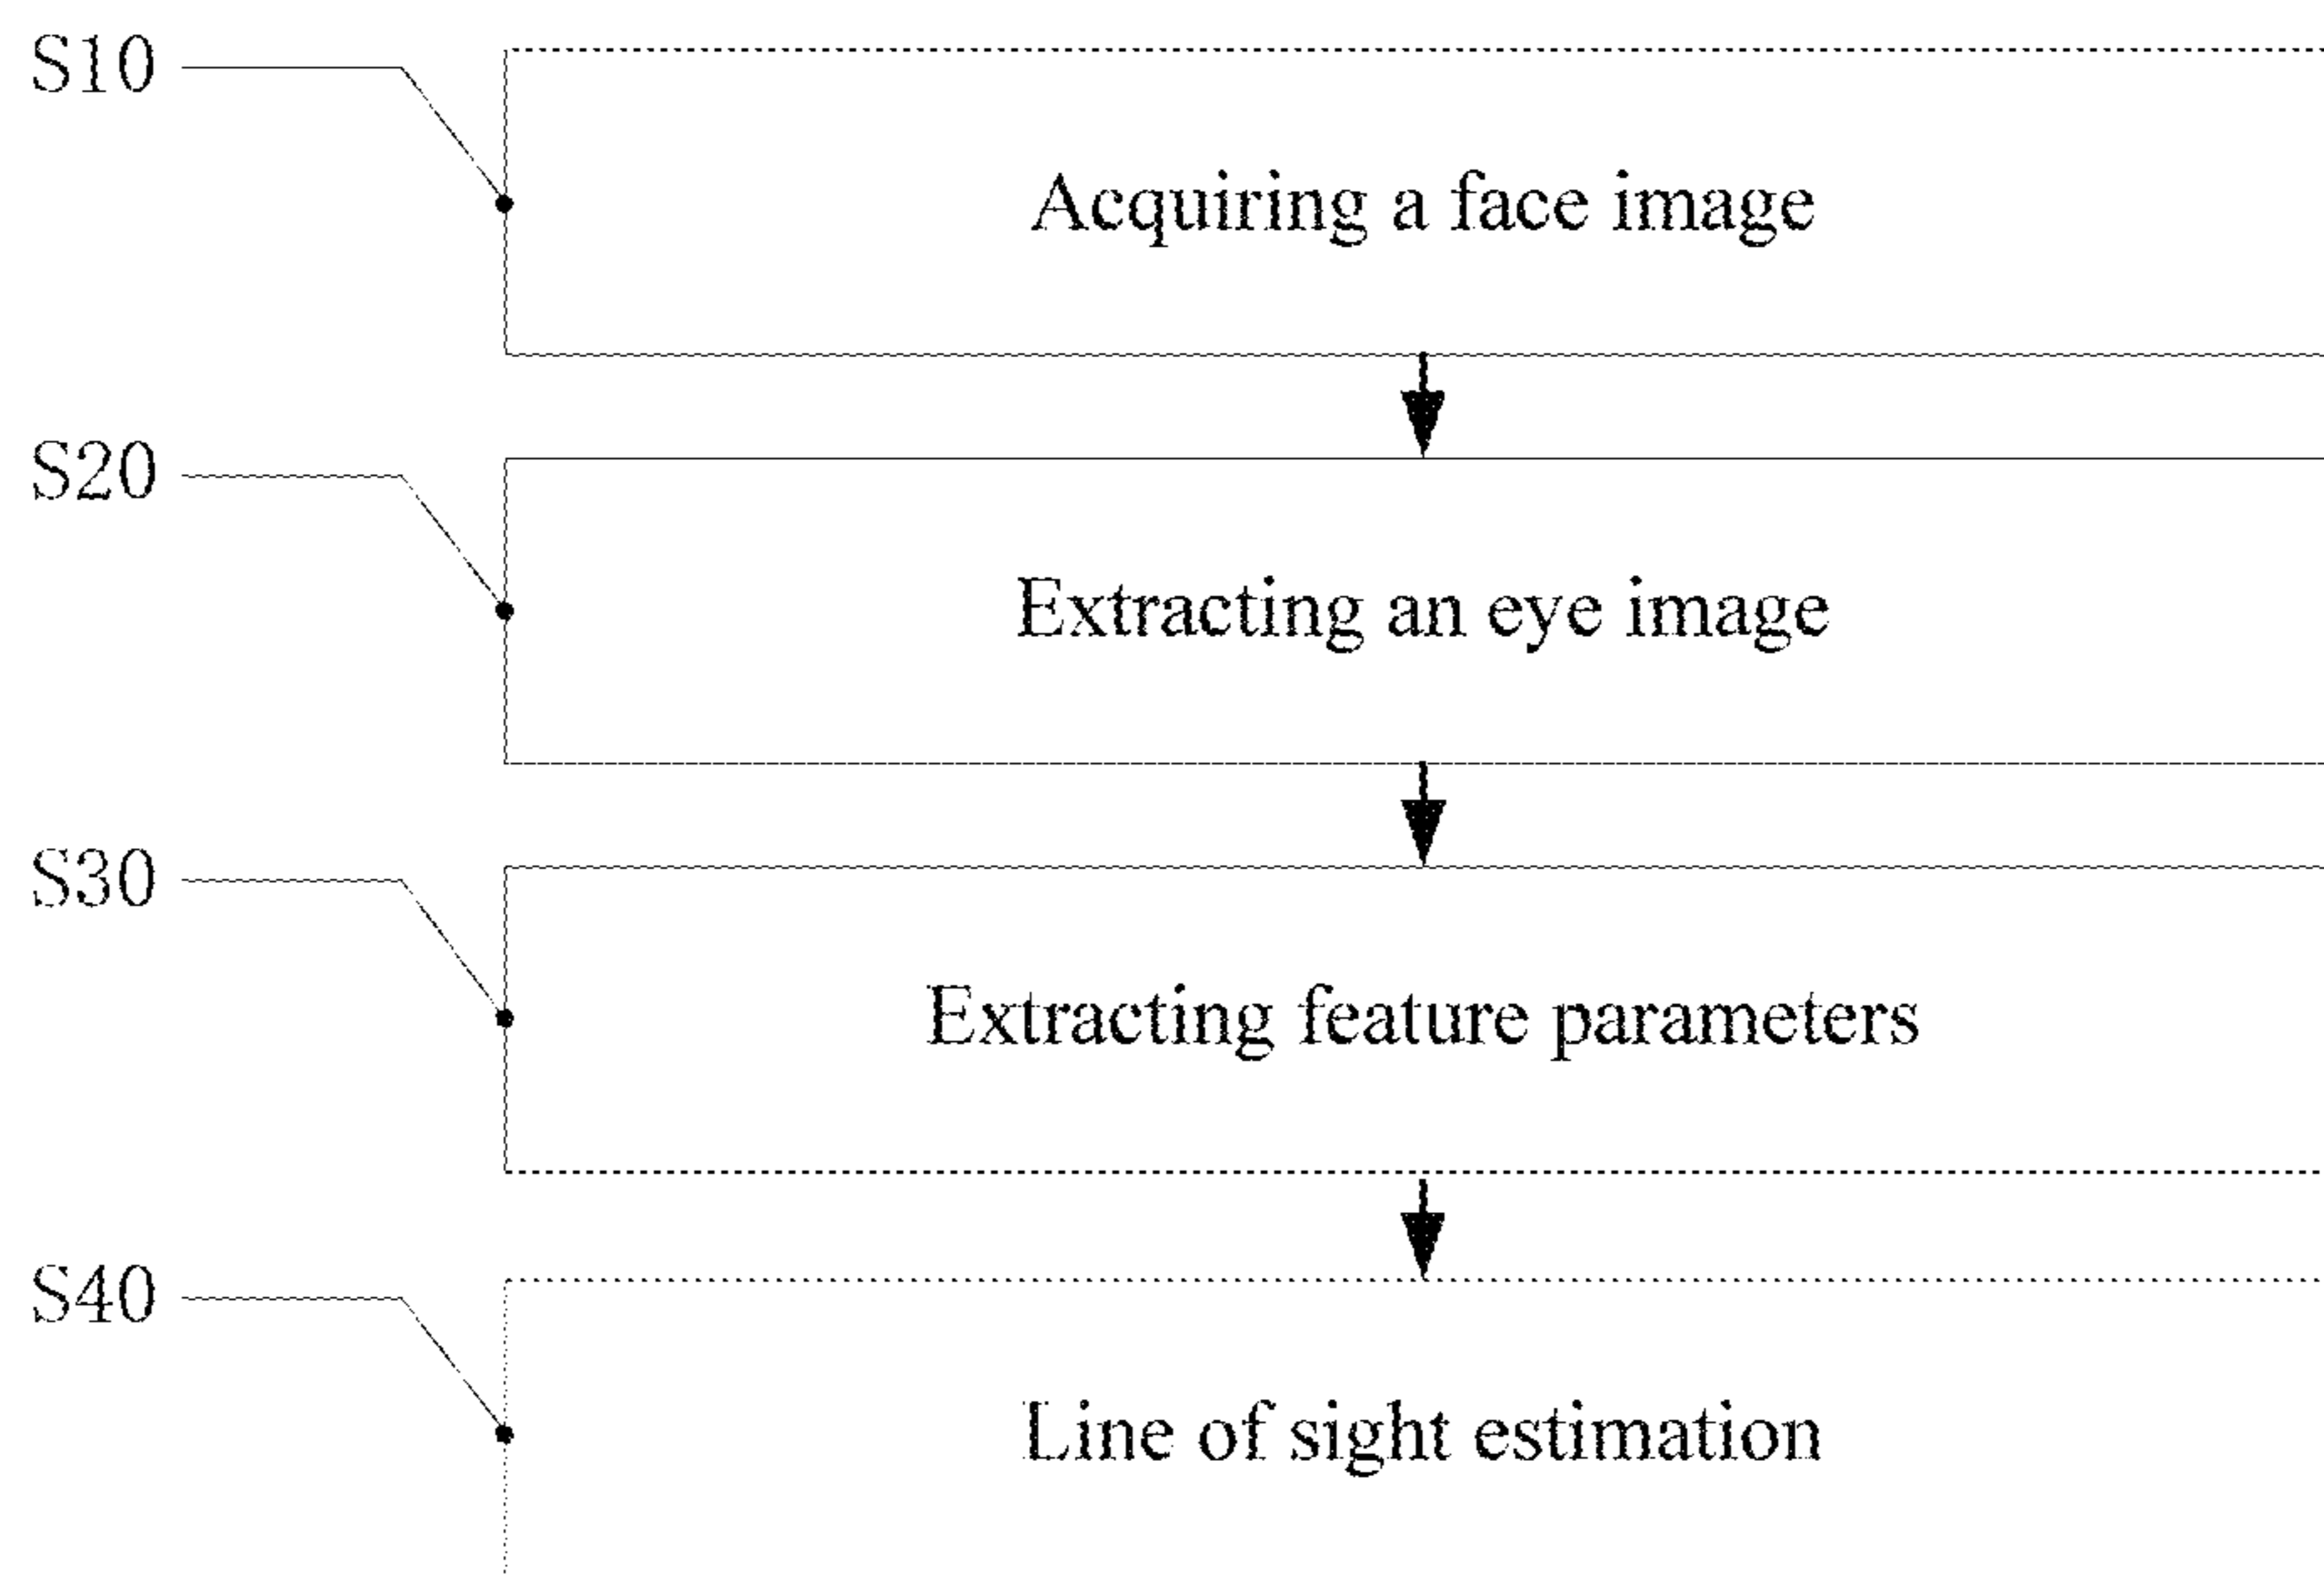 S10
Acquiring a face image
S20
Extracting an eye image
S30
Extracting feature parameters
S40
Line of sight estimation